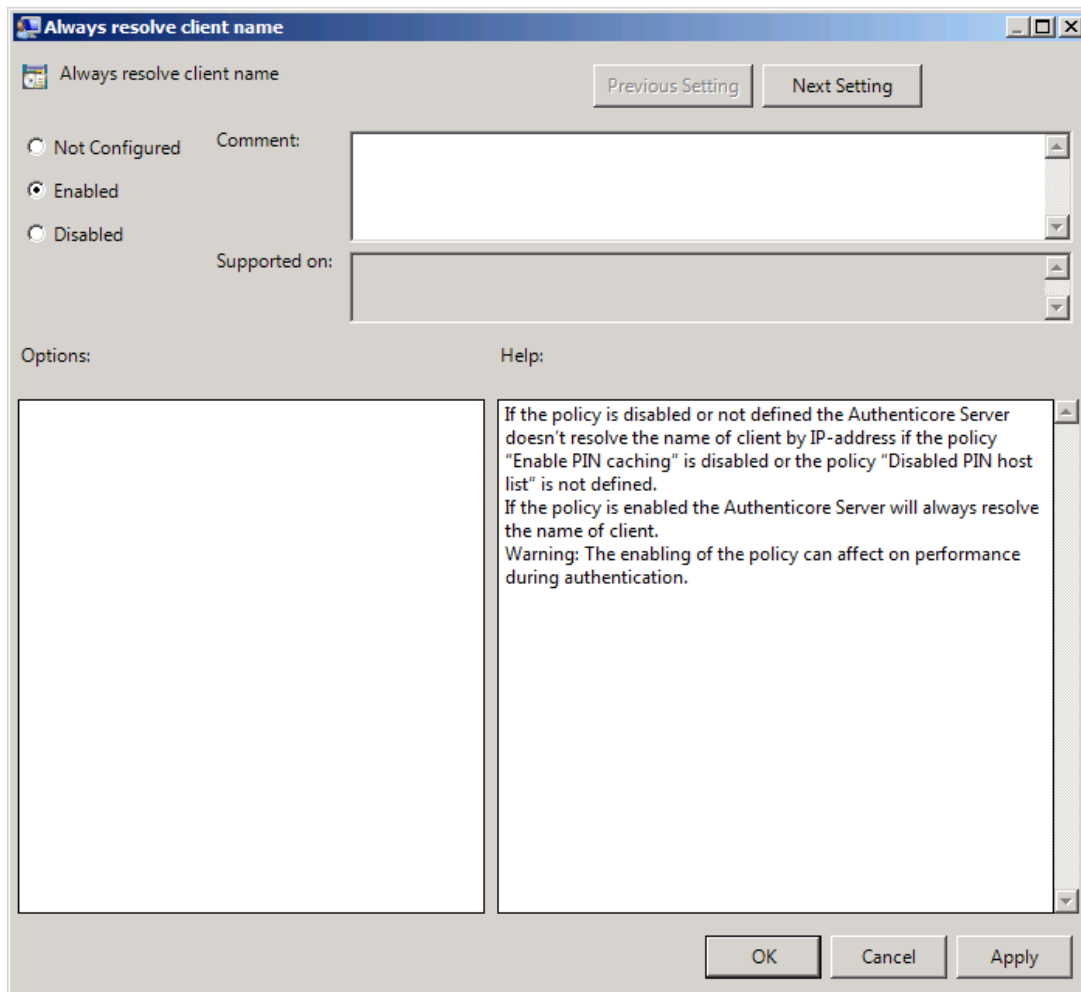 Always resolve client name
Always resolve client name
Previous Setting
Next Setting
Not Configured
Comment:
Enabled
Disabled
Supported on:
Options:
Help:
If the policy is disabled or not defined the Authenticore Server
doesn't resolve the name of client by IP-address if the policy
"Enable PIN caching" is disabled or the policy "Disabled PIN host
list" is not defined.
If the policy is enabled the Authenticore Server will always resolve
the name of client.
Warning: The enabling of the policy can affect on performance
during authentication.
OK
Cancel
Apply